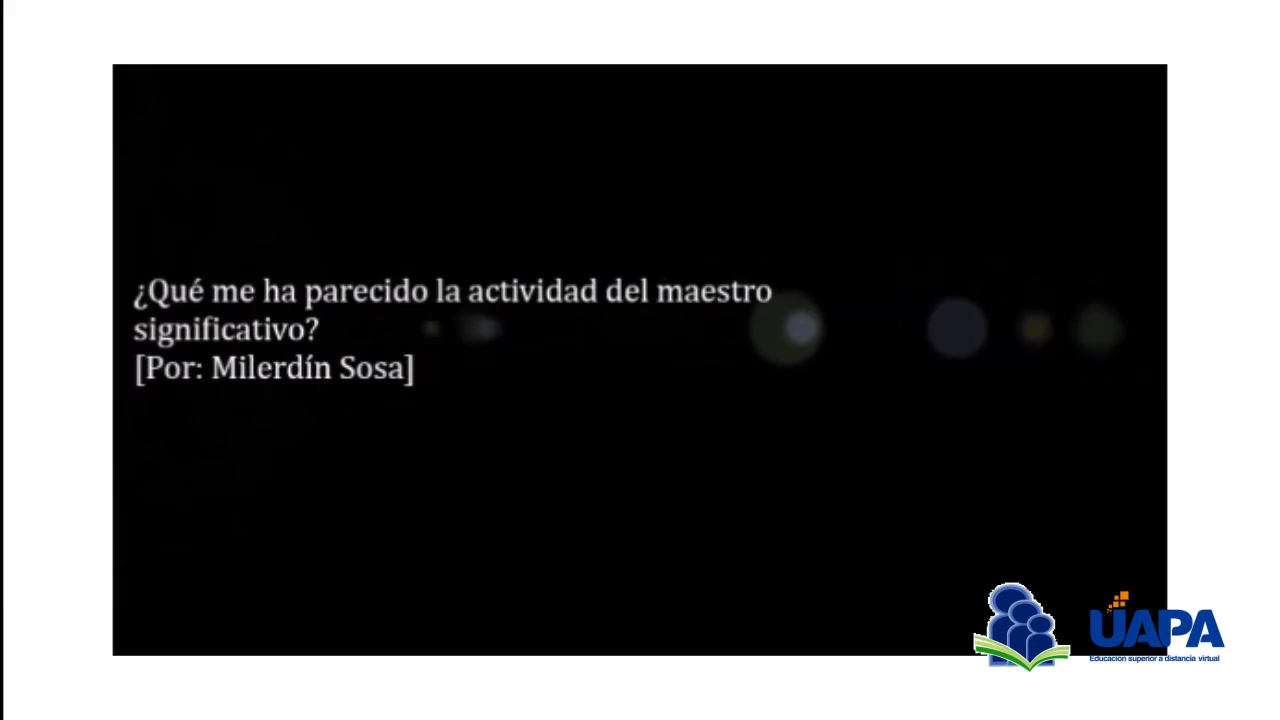 ¿Qué me ha parecido la actividad del maestro
significativo?
[Por: Milerdín Sosa]
UAPA
Educación superior a distancia virtual